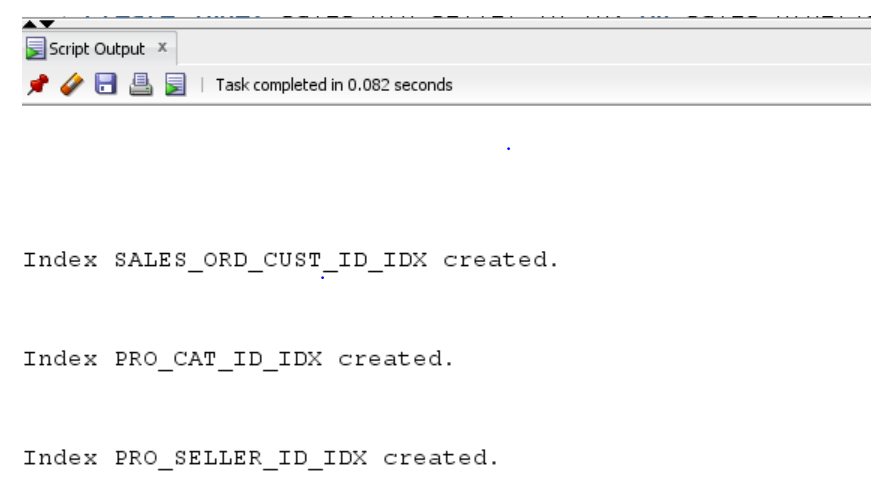 Script Output x
Task completed in 0.082 seconds
Index SALES_ORD_CUST_ID_IDX created.
Index PRO_CAT_ID_IDX created.
Index PRO_SELLER_ID_IDX created.